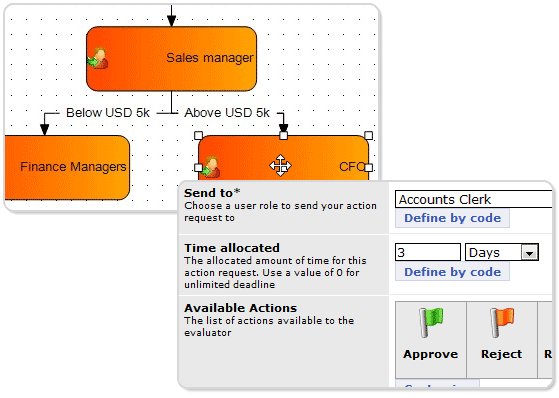 Sales manager
Below USD 5k
Above USD 5k
Finance Managers
CFO
Send to*
Choose a user role to send your action
request to
Accounts Clerk
Define by code
Time allocated
The allocated amount of time for this
action request. Use a value of 0 for
unlimited deadline
3 Days
Define by code
Available Actions
The list of actions available to the
evaluator
Approve Reject R